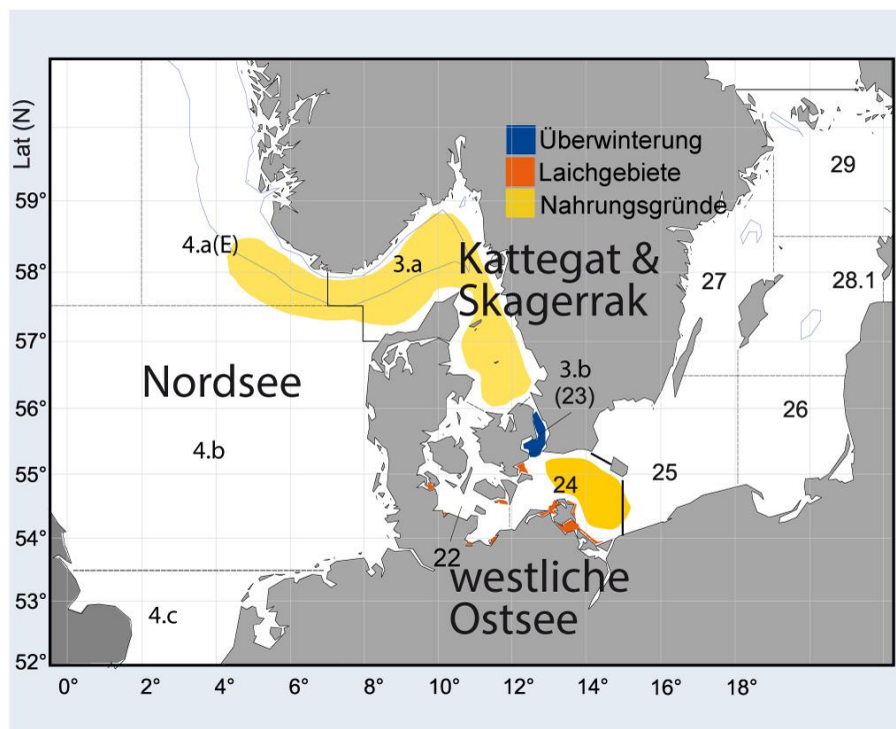 Lat (N)
59°
58°
57°
56°
55°
54°
53°
52°
0°
2°
4°
6°
8°
10°
12°
14°
16°
18°
Überwinterung
Laichgebiete
Nahrungsgründe
29
4.a(E)
3.a
Kattegat &
Skagerrak
27
28.1
Nordsee
3.b
(23)
26
4.b
24
25
22
westliche
Ostsee
4.c